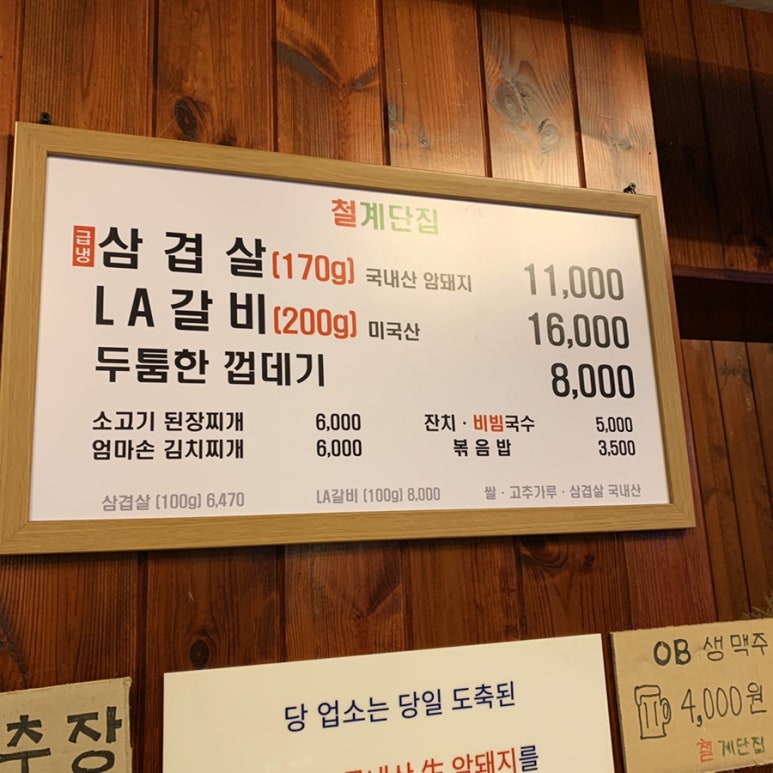 철계단집
급냉 삼겹살(170g) 국내산 암돼지 11,000
LA갈비(200g) 미국산 16,000
두툼한 껍데기 8,000
소고기 된장찌개 6,000 잔치·비빔국수 5,000
엄마손 김치찌개 6,000 볶음밥 3,500
삼겹살 (100g) 6,470 LA갈비 (100g) 8,000 쌀·고추가루·삼겹살 국내산
OB 생맥주
4,000원
철계단집
당 업소는 당일 도축된
국내산 生 암돼지를
추장